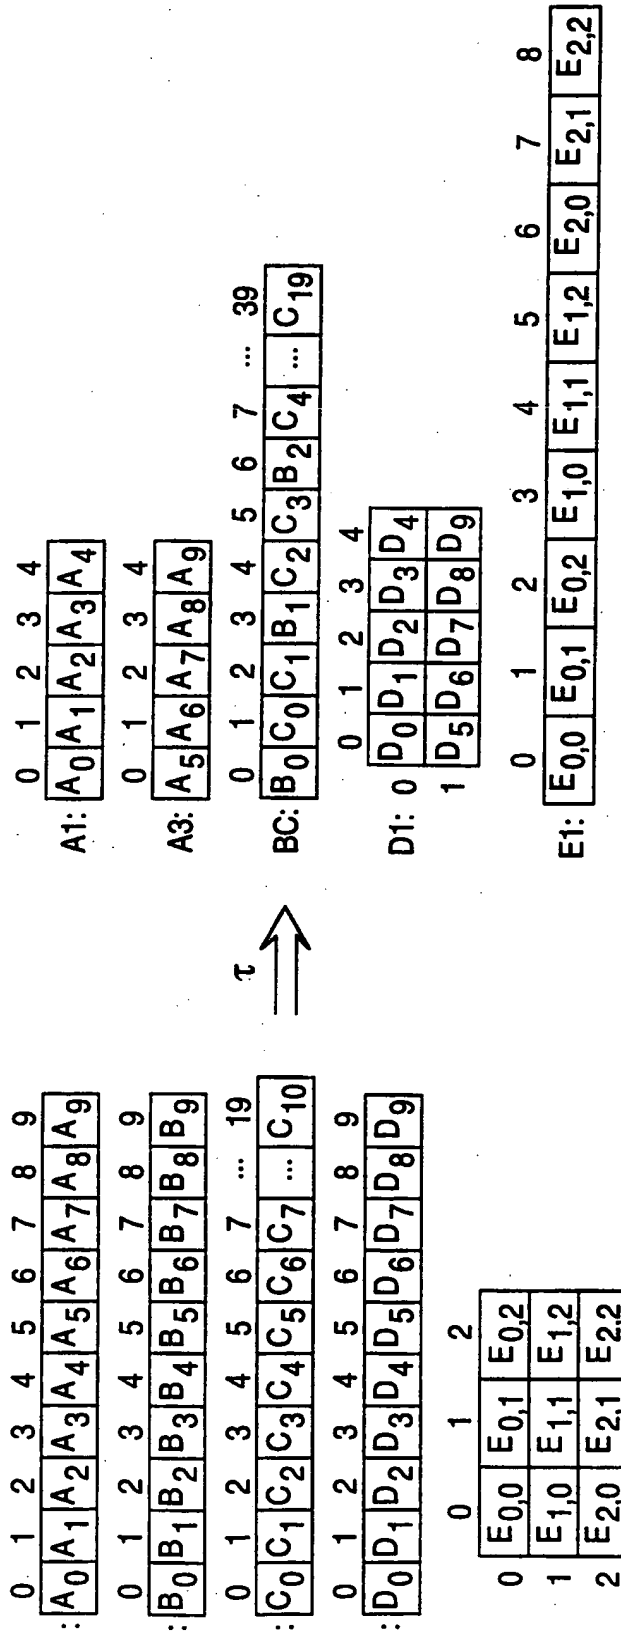 0 1 2 3 4 5 6 7 8 9
: A0 A1 A2 A3 A4 A5 A6 A7 A8 A9
0 1 2 3 4 5 6 7 8 9
: B0 B1 B2 B3 B4 B5 B6 B7 B8 B9
0 1 2 3 4 5 6 7 ... 19
: C0 C1 C2 C3 C4 C5 C6 C7 ... C10
0 1 2 3 4 5 6 7 8 9
: D0 D1 D2 D3 D4 D5 D6 D7 D8 D9
0 1 2
0 E0,0 E0,1 E0,2
1 E1,0 E1,1 E1,2
2 E2,0 E2,1 E2,2
τ
0 1 2 3 4
A1: A0 A1 A2 A3 A4
0 1 2 3 4
A3: A5 A6 A7 A8 A9
0 1 2 3 4 5 6 7 ... 39
BC: B0 C0 C1 B1 C2 C3 B2 C4 ... C19
0 1 2 3 4
D1: 0 D0 D1 D2 D3 D4
1 D5 D6 D7 D8 D9
0 1 2 3 4 5 6 7 8
E1: E0,0 E0,1 E0,2 E1,0 E1,1 E1,2 E2,0 E2,1 E2,2